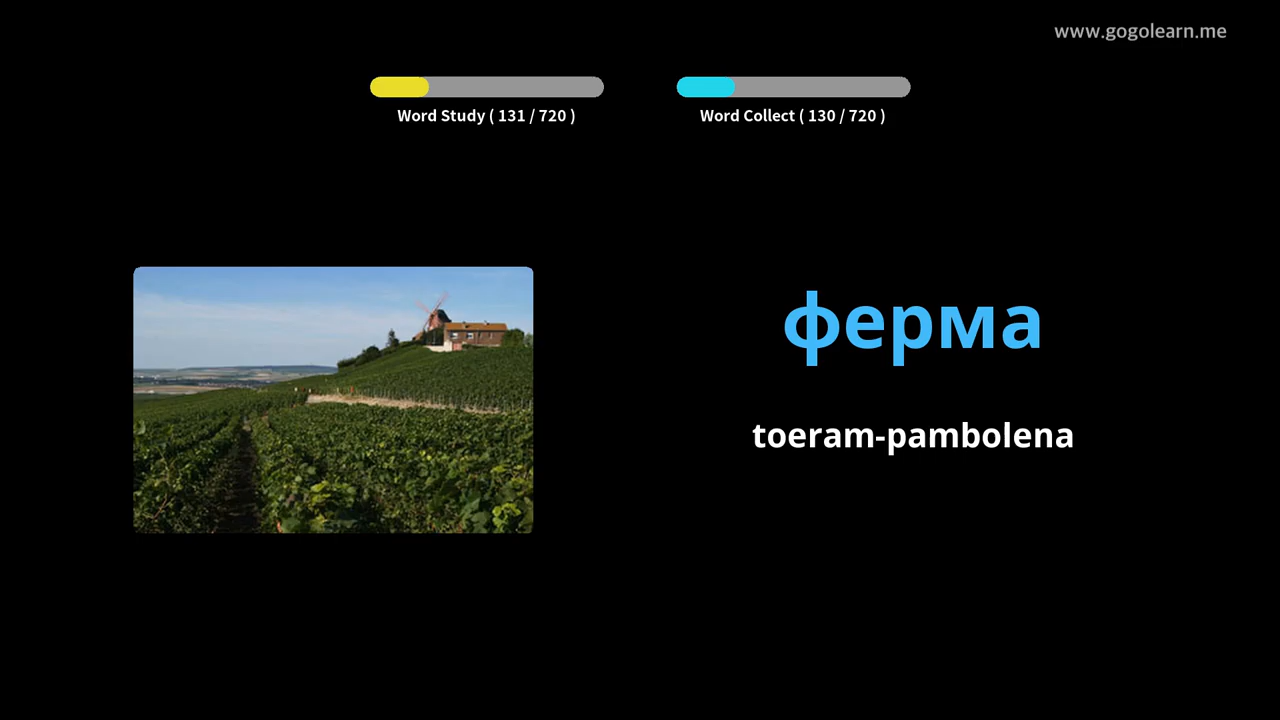 www.gogolearn.me
Word Study ( 131 / 720 )
Word Collect ( 130 / 720 )
ферма
toeram-pambolena